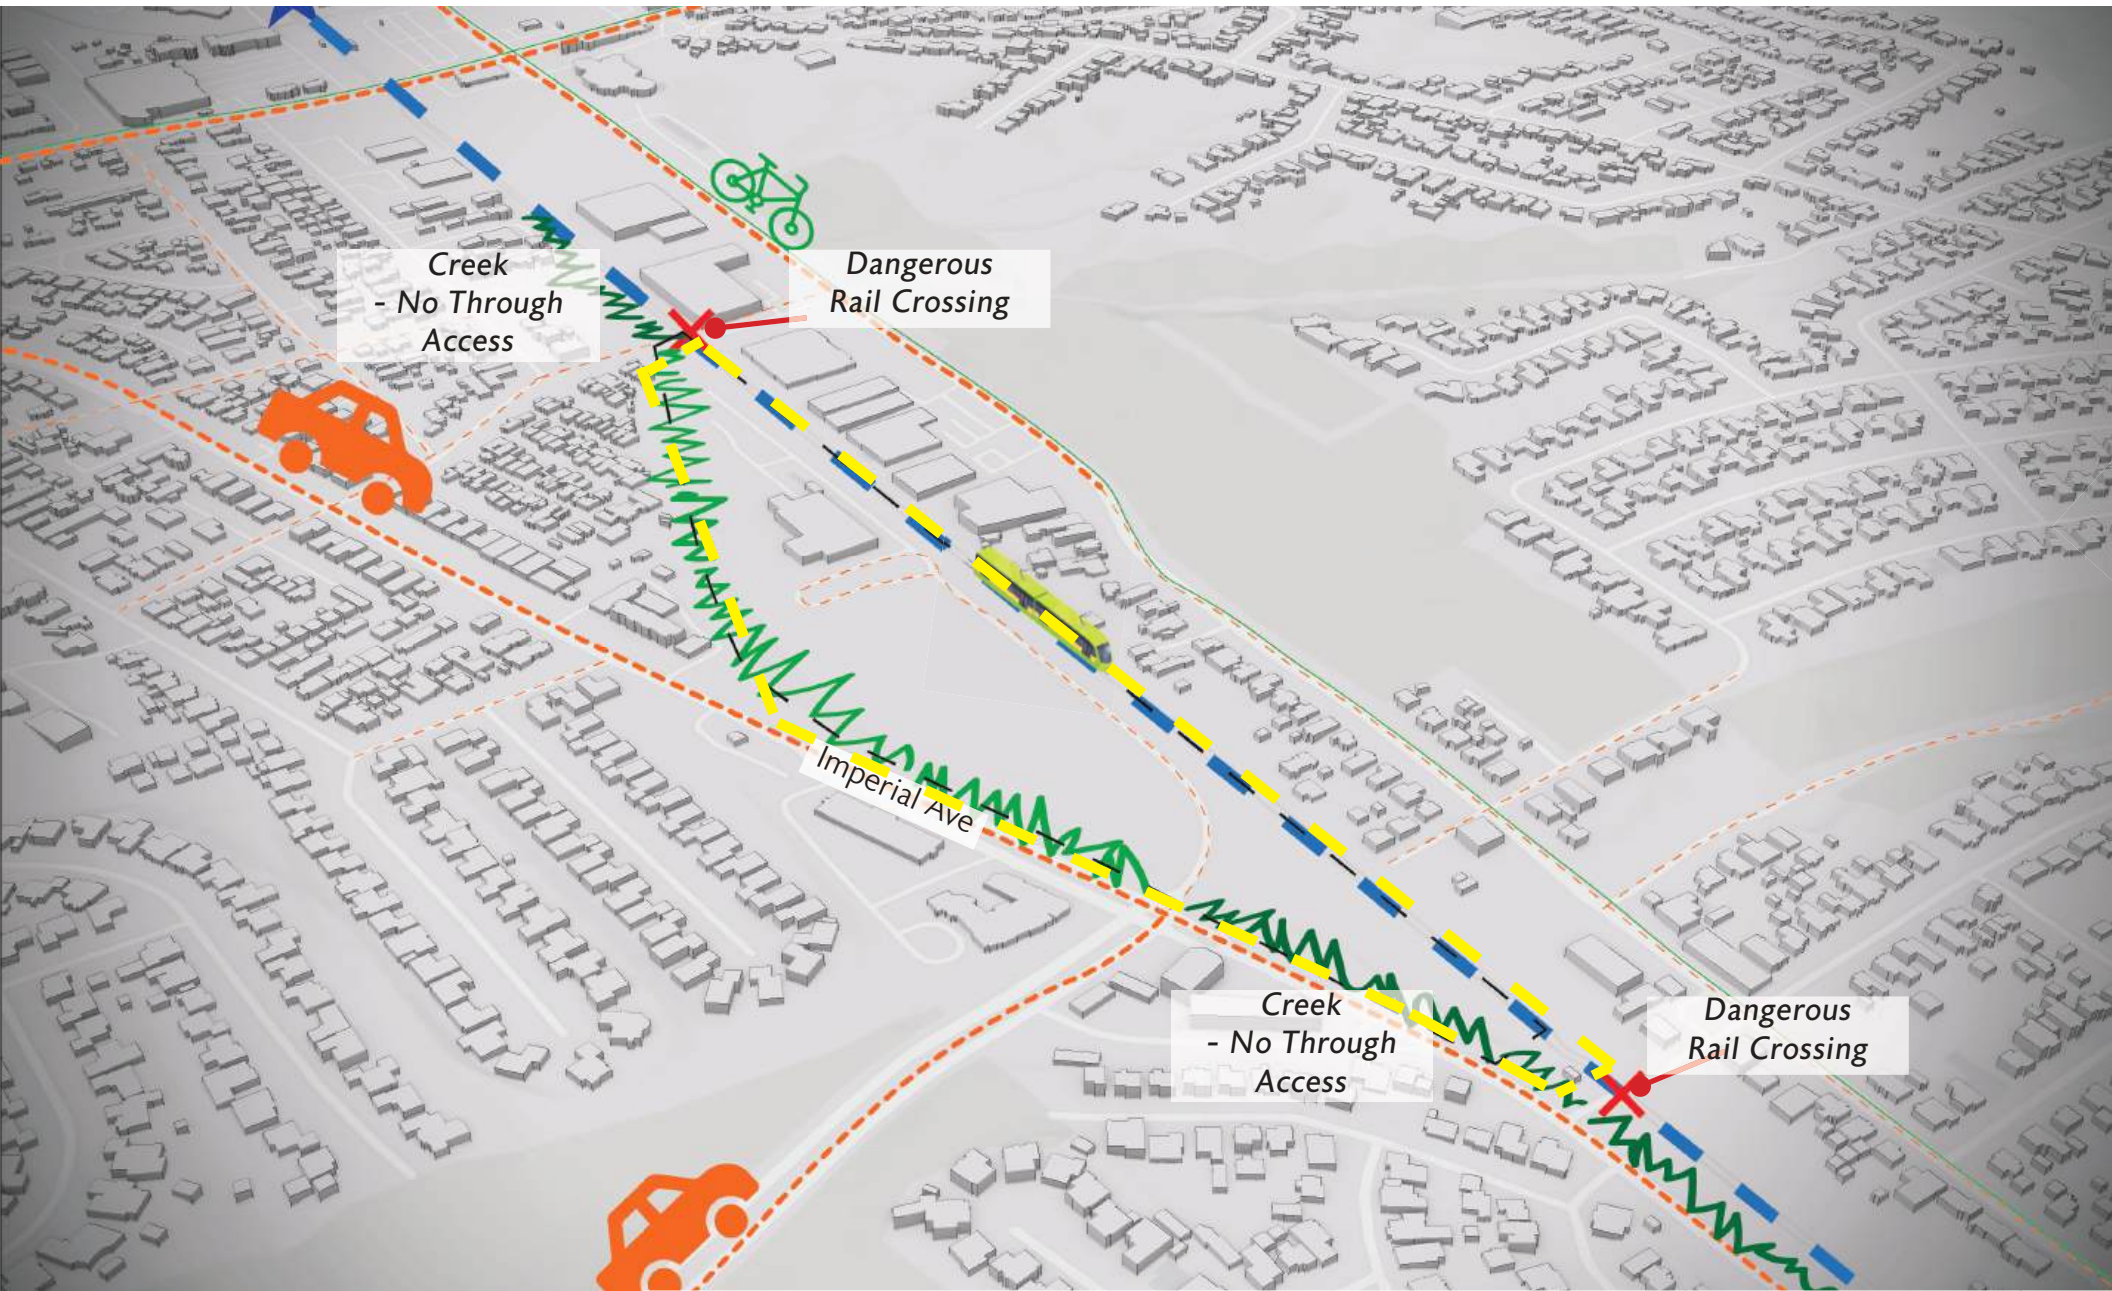 Creek
- No Through
Access
Dangerous
Rail Crossing
Imperial Ave
Creek
- No Through
Access
Dangerous
Rail Crossing